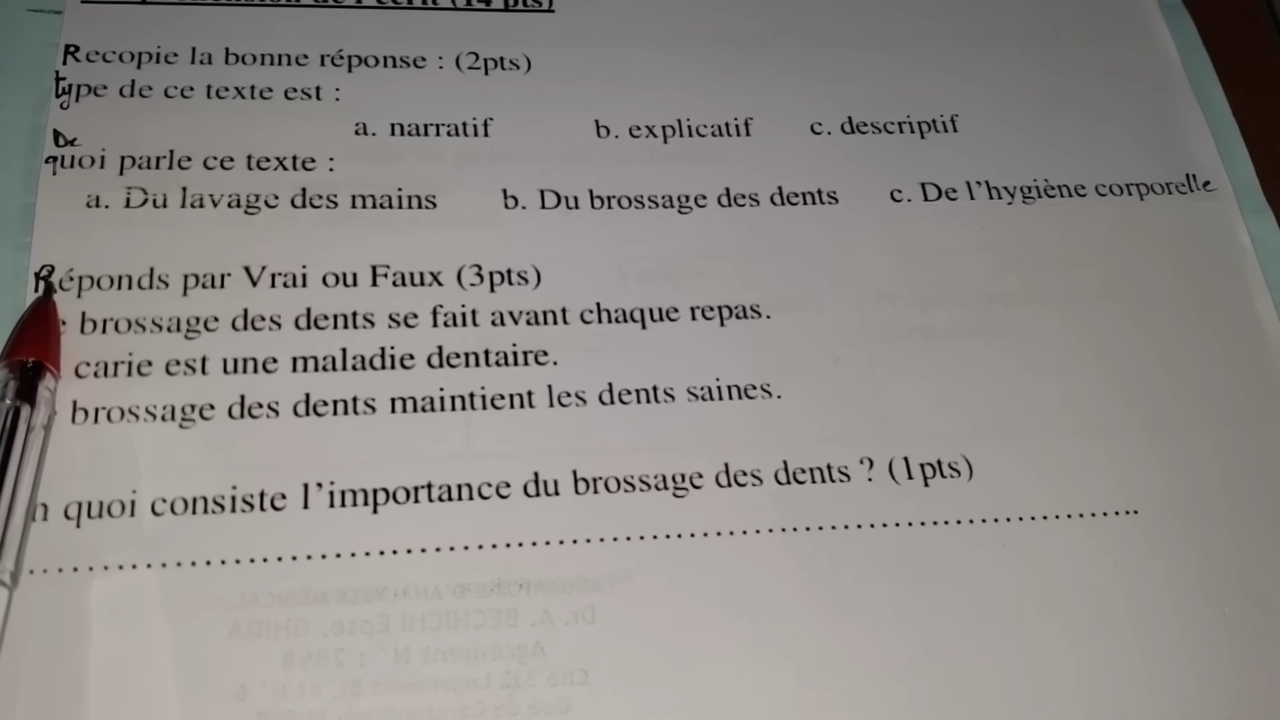 l'écrit (14 pts)
Recopie la bonne réponse : (2pts)
type de ce texte est :
a. narratif b. explicatif c. descriptif
De
quoi parle ce texte :
a. Du lavage des mains b. Du brossage des dents c. De l'hygiène corporelle
Réponds par Vrai ou Faux (3pts)
brossage des dents se fait avant chaque repas.
carie est une maladie dentaire.
brossage des dents maintient les dents saines.
n quoi consiste l'importance du brossage des dents ? (1pts)